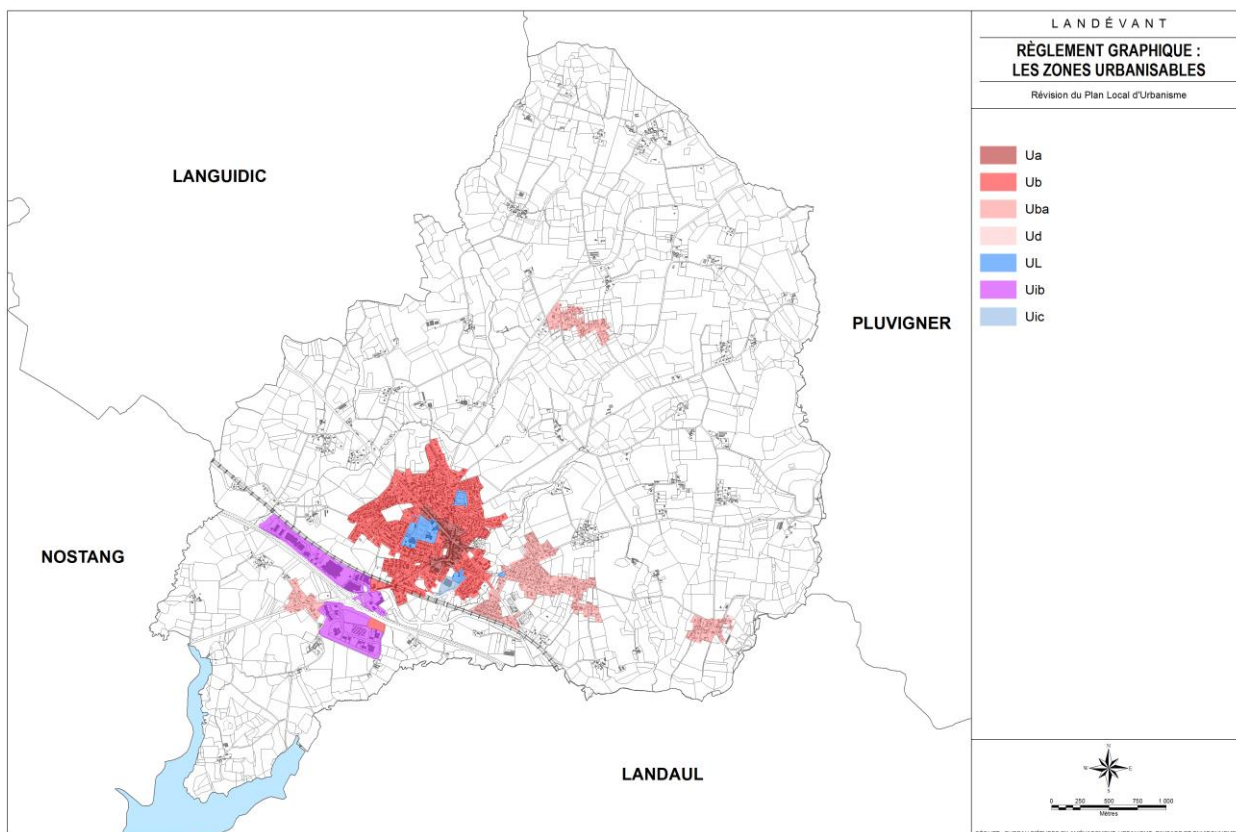 LANDÉVANT
RÈGLEMENT GRAPHIQUE :
LES ZONES URBANISABLES
Révision du Plan Local d'Urbanisme
Ua
Ub
Uba
Ud
UL
Uib
Uic
LANGUIDIC
PLUVIGNER
NOSTANG
LANDAUL
N
W
E
S
0 250 500 750 1 000
Mètres